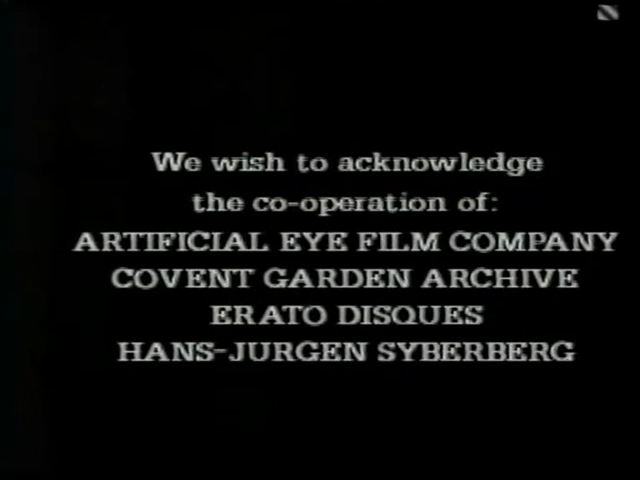 We wish to acknowledge
the co-operation of:
ARTIFICIAL EYE FILM COMPANY
COVENT GARDEN ARCHIVE
ERATO DISQUES
HANS-JURGEN SYBERBERG